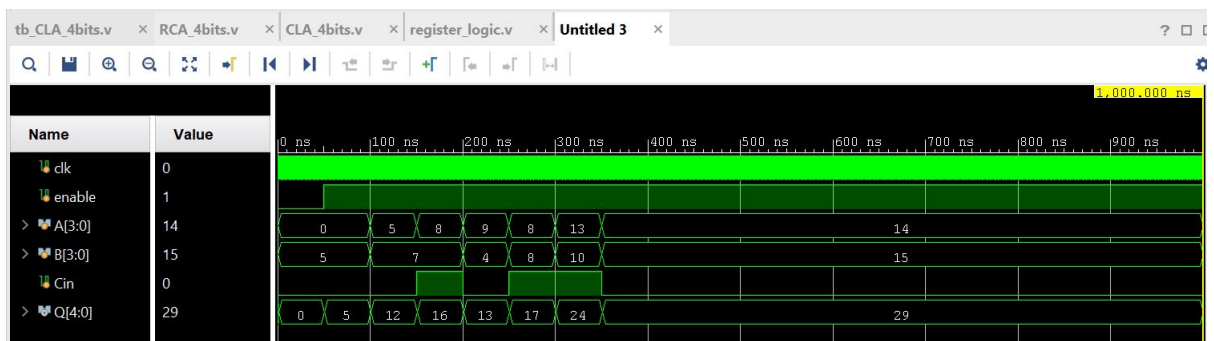 tb_CLA_4bits.v × RCA_4bits.v × CLA_4bits.v × register_logic.v × Untitled 3 × ?
1,000.000 ns
Name Value 0 ns 100 ns 200 ns 300 ns 400 ns 500 ns 600 ns 700 ns 800 ns 900 ns
clk 0
enable 1
A[3:0] 14 0 5 8 9 8 13 14
B[3:0] 15 5 7 4 8 10 15
Cin 0
Q[4:0] 29 0 5 12 16 13 17 24 29